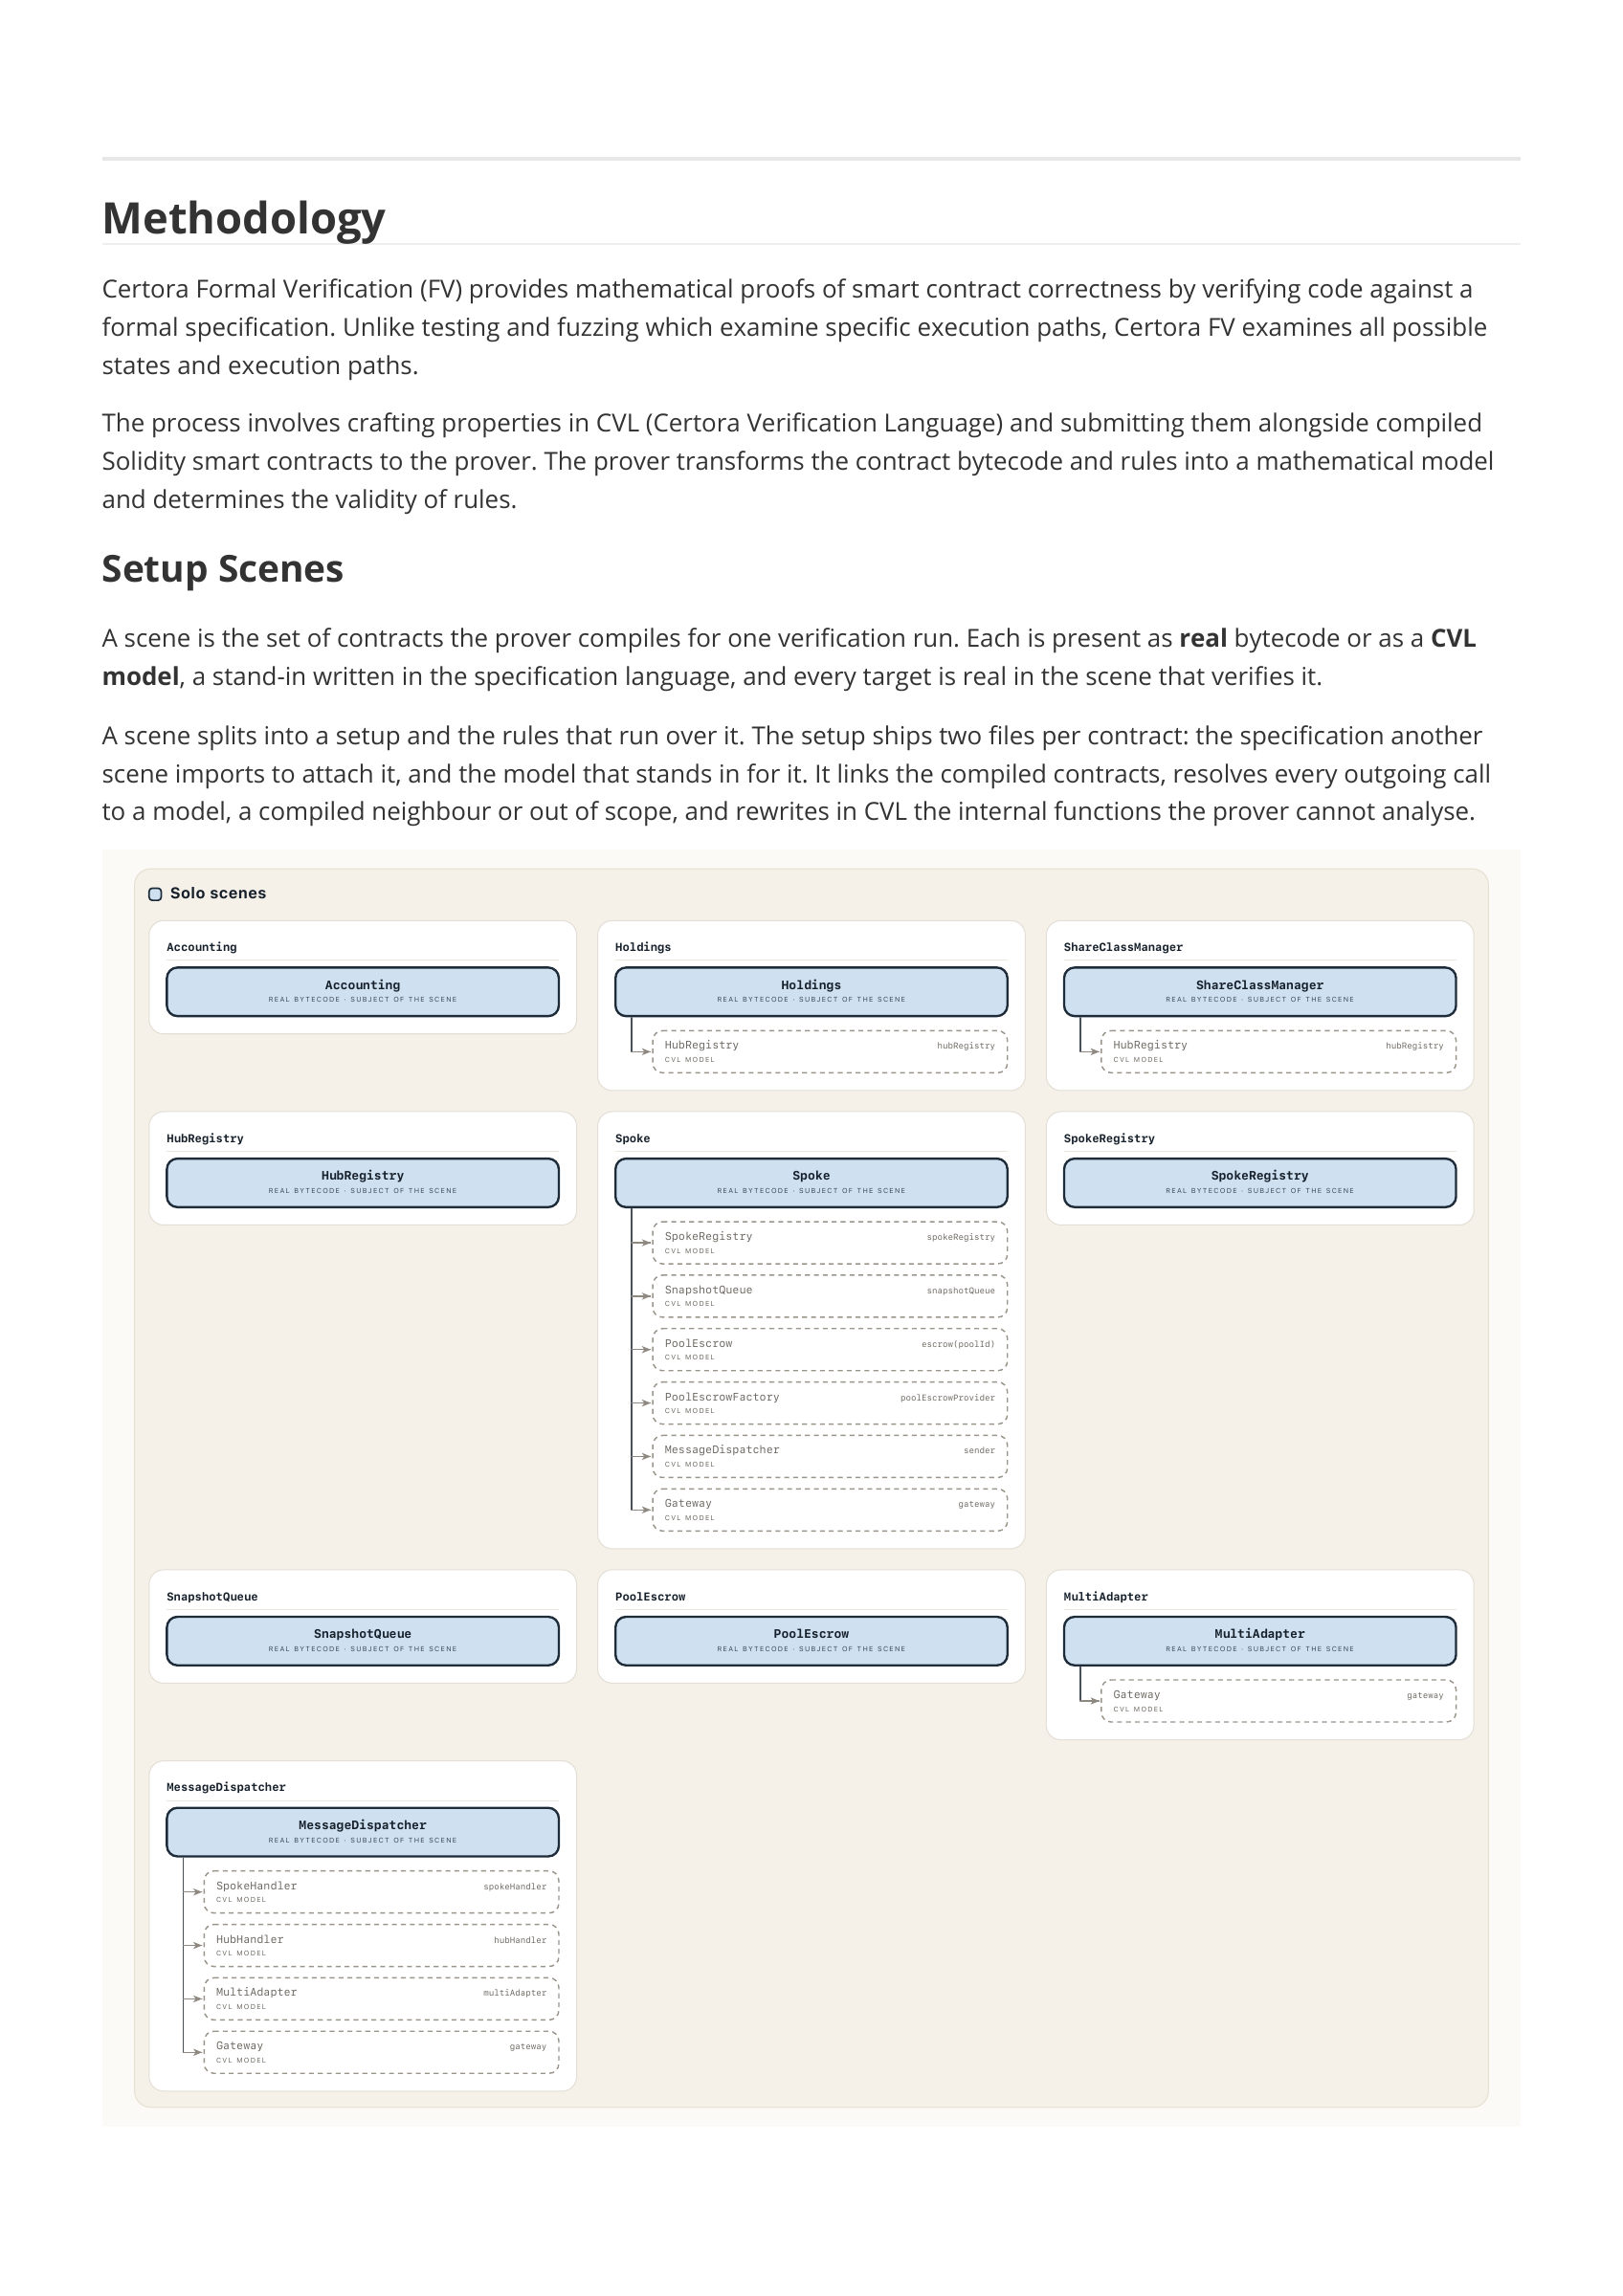 Methodology
Certora Formal Verification (FV) provides mathematical proofs of smart contract correctness by verifying code against a
formal specification. Unlike testing and fuzzing which examine specific execution paths, Certora FV examines all possible
states and execution paths.
The process involves crafting properties in CVL (Certora Verification Language) and submitting them alongside compiled
Solidity smart contracts to the prover. The prover transforms the contract bytecode and rules into a mathematical model
and determines the validity of rules.
Setup Scenes
A scene is the set of contracts the prover compiles for one verification run. Each is present as real bytecode or as a CVL
model, a stand-in written in the specification language, and every target is real in the scene that verifies it.
A scene splits into a setup and the rules that run over it. The setup ships two files per contract: the specification another
scene imports to attach it, and the model that stands in for it. It links the compiled contracts, resolves every outgoing call
to a model, a compiled neighbour or out of scope, and rewrites in CVL the internal functions the prover cannot analyse.
Solo scenes
Accounting
Accounting
REAL BYTECODE · SUBJECT OF THE SCENE
Holdings
Holdings
REAL BYTECODE · SUBJECT OF THE SCENE
HubRegistry hubRegistry
CVL MODEL
ShareClassManager
ShareClassManager
REAL BYTECODE · SUBJECT OF THE SCENE
HubRegistry hubRegistry
CVL MODEL
HubRegistry
HubRegistry
REAL BYTECODE · SUBJECT OF THE SCENE
Spoke
Spoke
REAL BYTECODE · SUBJECT OF THE SCENE
SpokeRegistry spokeRegistry
CVL MODEL
SnapshotQueue snapshotQueue
CVL MODEL
PoolEscrow escrow(poolId)
CVL MODEL
PoolEscrowFactory poolEscrowProvider
CVL MODEL
MessageDispatcher sender
CVL MODEL
Gateway gateway
CVL MODEL
SpokeRegistry
SpokeRegistry
REAL BYTECODE · SUBJECT OF THE SCENE
SnapshotQueue
SnapshotQueue
REAL BYTECODE · SUBJECT OF THE SCENE
PoolEscrow
PoolEscrow
REAL BYTECODE · SUBJECT OF THE SCENE
MultiAdapter
MultiAdapter
REAL BYTECODE · SUBJECT OF THE SCENE
Gateway gateway
CVL MODEL
MessageDispatcher
MessageDispatcher
REAL BYTECODE · SUBJECT OF THE SCENE
SpokeHandler spokeHandler
CVL MODEL
HubHandler hubHandler
CVL MODEL
MultiAdapter multiAdapter
CVL MODEL
Gateway gateway
CVL MODEL